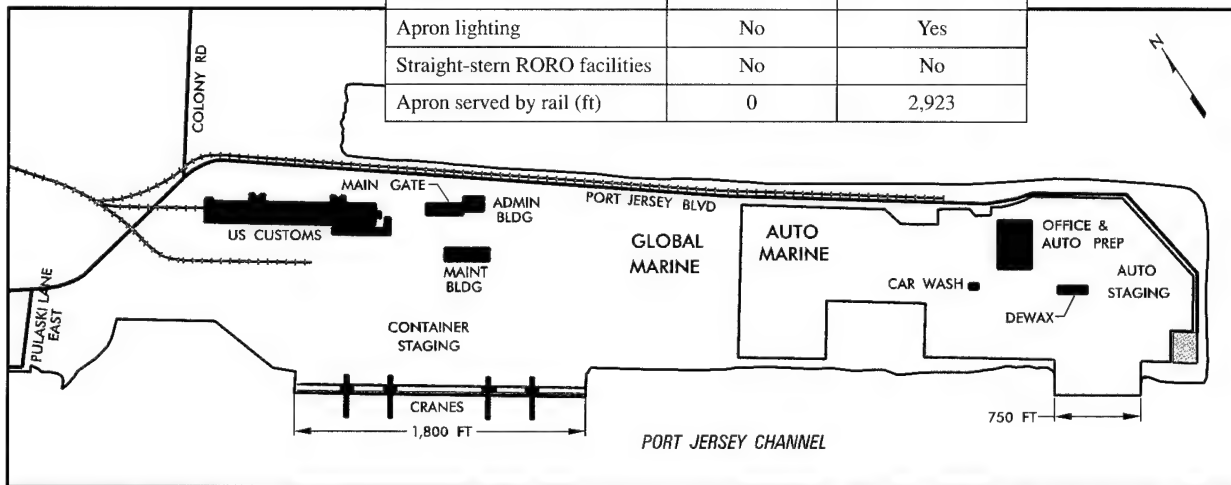 Apron lighting No Yes
Straight-stern RORO facilities No No
Apron served by rail (ft) 0 2,923
N
COLONY RD
MAIN GATE
ADMIN BLDG
PORT JERSEY BLVD
US CUSTOMS
MAINT BLDG
GLOBAL MARINE
AUTO MARINE
OFFICE & AUTO PREP
CAR WASH
AUTO STAGING
DEWAX
PULASKI LANE EAST
CONTAINER STAGING
CRANES
1,800 FT
750 FT
PORT JERSEY CHANNEL